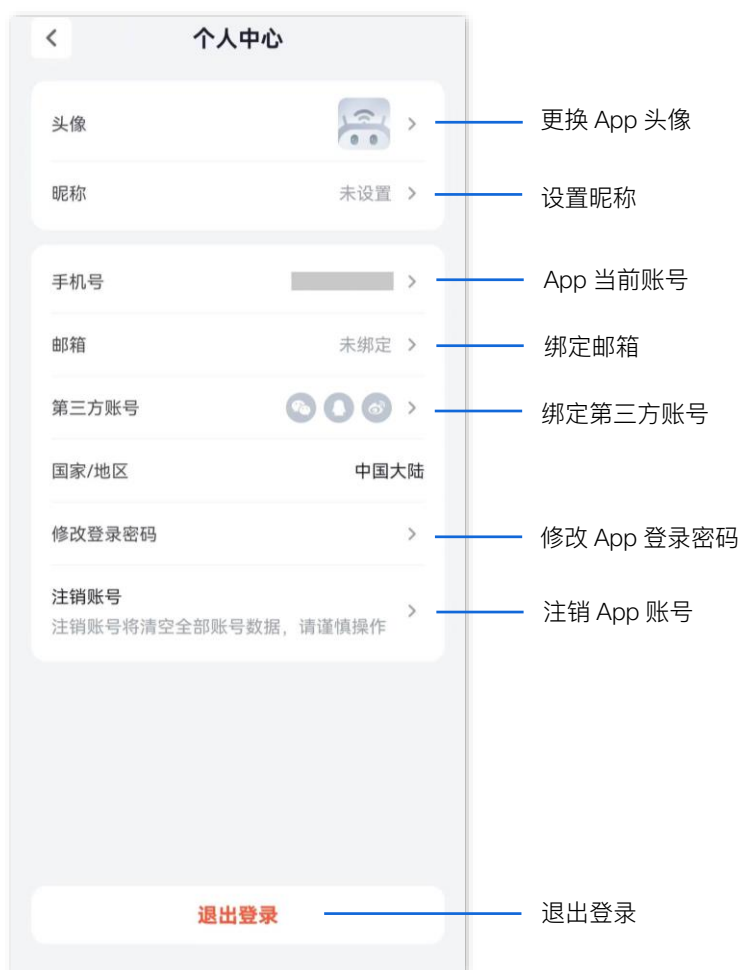 个人中心
头像
更换 App 头像
昵称
未设置
设置昵称
手机号
App 当前账号
邮箱
未绑定
绑定邮箱
第三方账号
绑定第三方账号
国家/地区
中国大陆
修改登录密码
修改 App 登录密码
注销账号
注销账号将清空全部账号数据，请谨慎操作
注销 App 账号
退出登录
退出登录